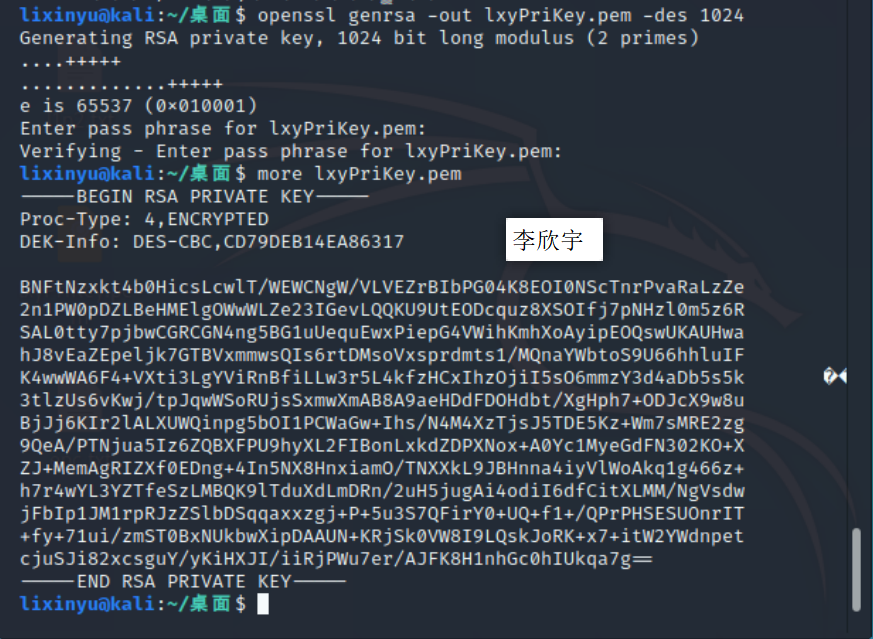 lixinyu@kali:~/桌面$ openssl genrsa -out lxyPriKey.pem -des 1024
Generating RSA private key, 1024 bit long modulus (2 primes)
....+++++
.............+++++
e is 65537 (0×010001)
Enter pass phrase for lxyPriKey.pem:
Verifying - Enter pass phrase for lxyPriKey.pem:
lixinyu@kali:~/桌面$ more lxyPriKey.pem
-----BEGIN RSA PRIVATE KEY-----
Proc-Type: 4,ENCRYPTED
DEK-Info: DES-CBC,CD79DEB14EA86317
李欣宇
BNFtNzxkt4b0HicsLcwlT/WEWCNgW/VLVEZrBIbPG04K8EOI0NScTnrPvaRaLzZe
2n1PW0pDZLBeHMElgOWwWLZe23IGevLQQKU9UtEODcquz8XSOIfj7pNHzl0m5z6R
SAL0tty7pjbwCGRCGN4ng5BG1uUequEwxPiepG4VWihKmhXoAyipEOQswUKAUHwa
hJ8vEaZEpeljk7GTBVxmmwsQIs6rtDMsoVxsprdmts1/MQnaYWbtoS9U66hhluIF
K4wwWA6F4+VXti3LgYViRnBfiLLw3r5L4kfzHCxIhzOjiI5sO6mmzY3d4aDb5s5k
3tlzUs6vKwj/tpJqwWSoRUjsSxmwXmAB8A9aeHDdFDOHdbt/XgHph7+ODJcX9w8u
BjJj6KIr2lALXUWQinpg5bOI1PCWaGw+Ihs/N4M4XzTjsJ5TDE5Kz+Wm7sMRE2zg
9QeA/PTNjua5Iz6ZQBXFPU9hyXL2FIBonLxkdZDPXNox+A0Yc1MyeGdFN302KO+X
ZJ+MemAgRIZXf0EDng+4In5NX8HnxiamO/TNXXkL9JBHnna4iyVlWoAkq1g466z+
h7r4wYL3YZTfeSzLMBQK9lTduXdLmDRn/2uH5jugAi4odiI6dfCitXLMM/NgVsdw
jFbIp1JM1rpRJzZSlbDSqqaxxzgj+P+5u3S7QFirY0+UQ+f1+/QPrPHSESUOnrIT
+fy+71ui/zmST0BxNUkbwXipDAAUN+KRjSk0VW8I9LQskJoRK+x7+itW2YWdnpet
cjuSJi82xcsguY/yKiHXJI/iiRjPWu7er/AJFK8H1nhGc0hIUkqa7g==
-----END RSA PRIVATE KEY-----
lixinyu@kali:~/桌面$